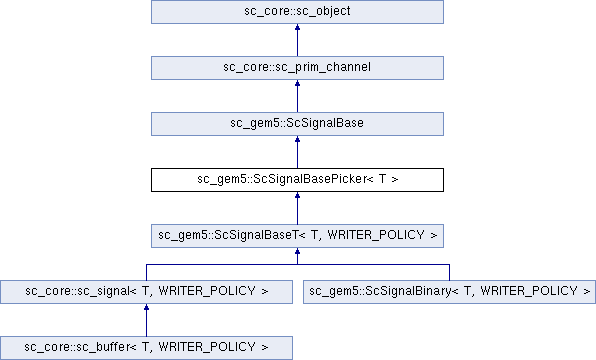 sc_core::sc_object
sc_core::sc_prim_channel
sc_gem5::ScSignalBase
sc_gem5::ScSignalBasePicker< T >
sc_gem5::ScSignalBaseT< T, WRITER_POLICY >
sc_core::sc_signal< T, WRITER_POLICY >
sc_gem5::ScSignalBinary< T, WRITER_POLICY >
sc_core::sc_buffer< T, WRITER_POLICY >